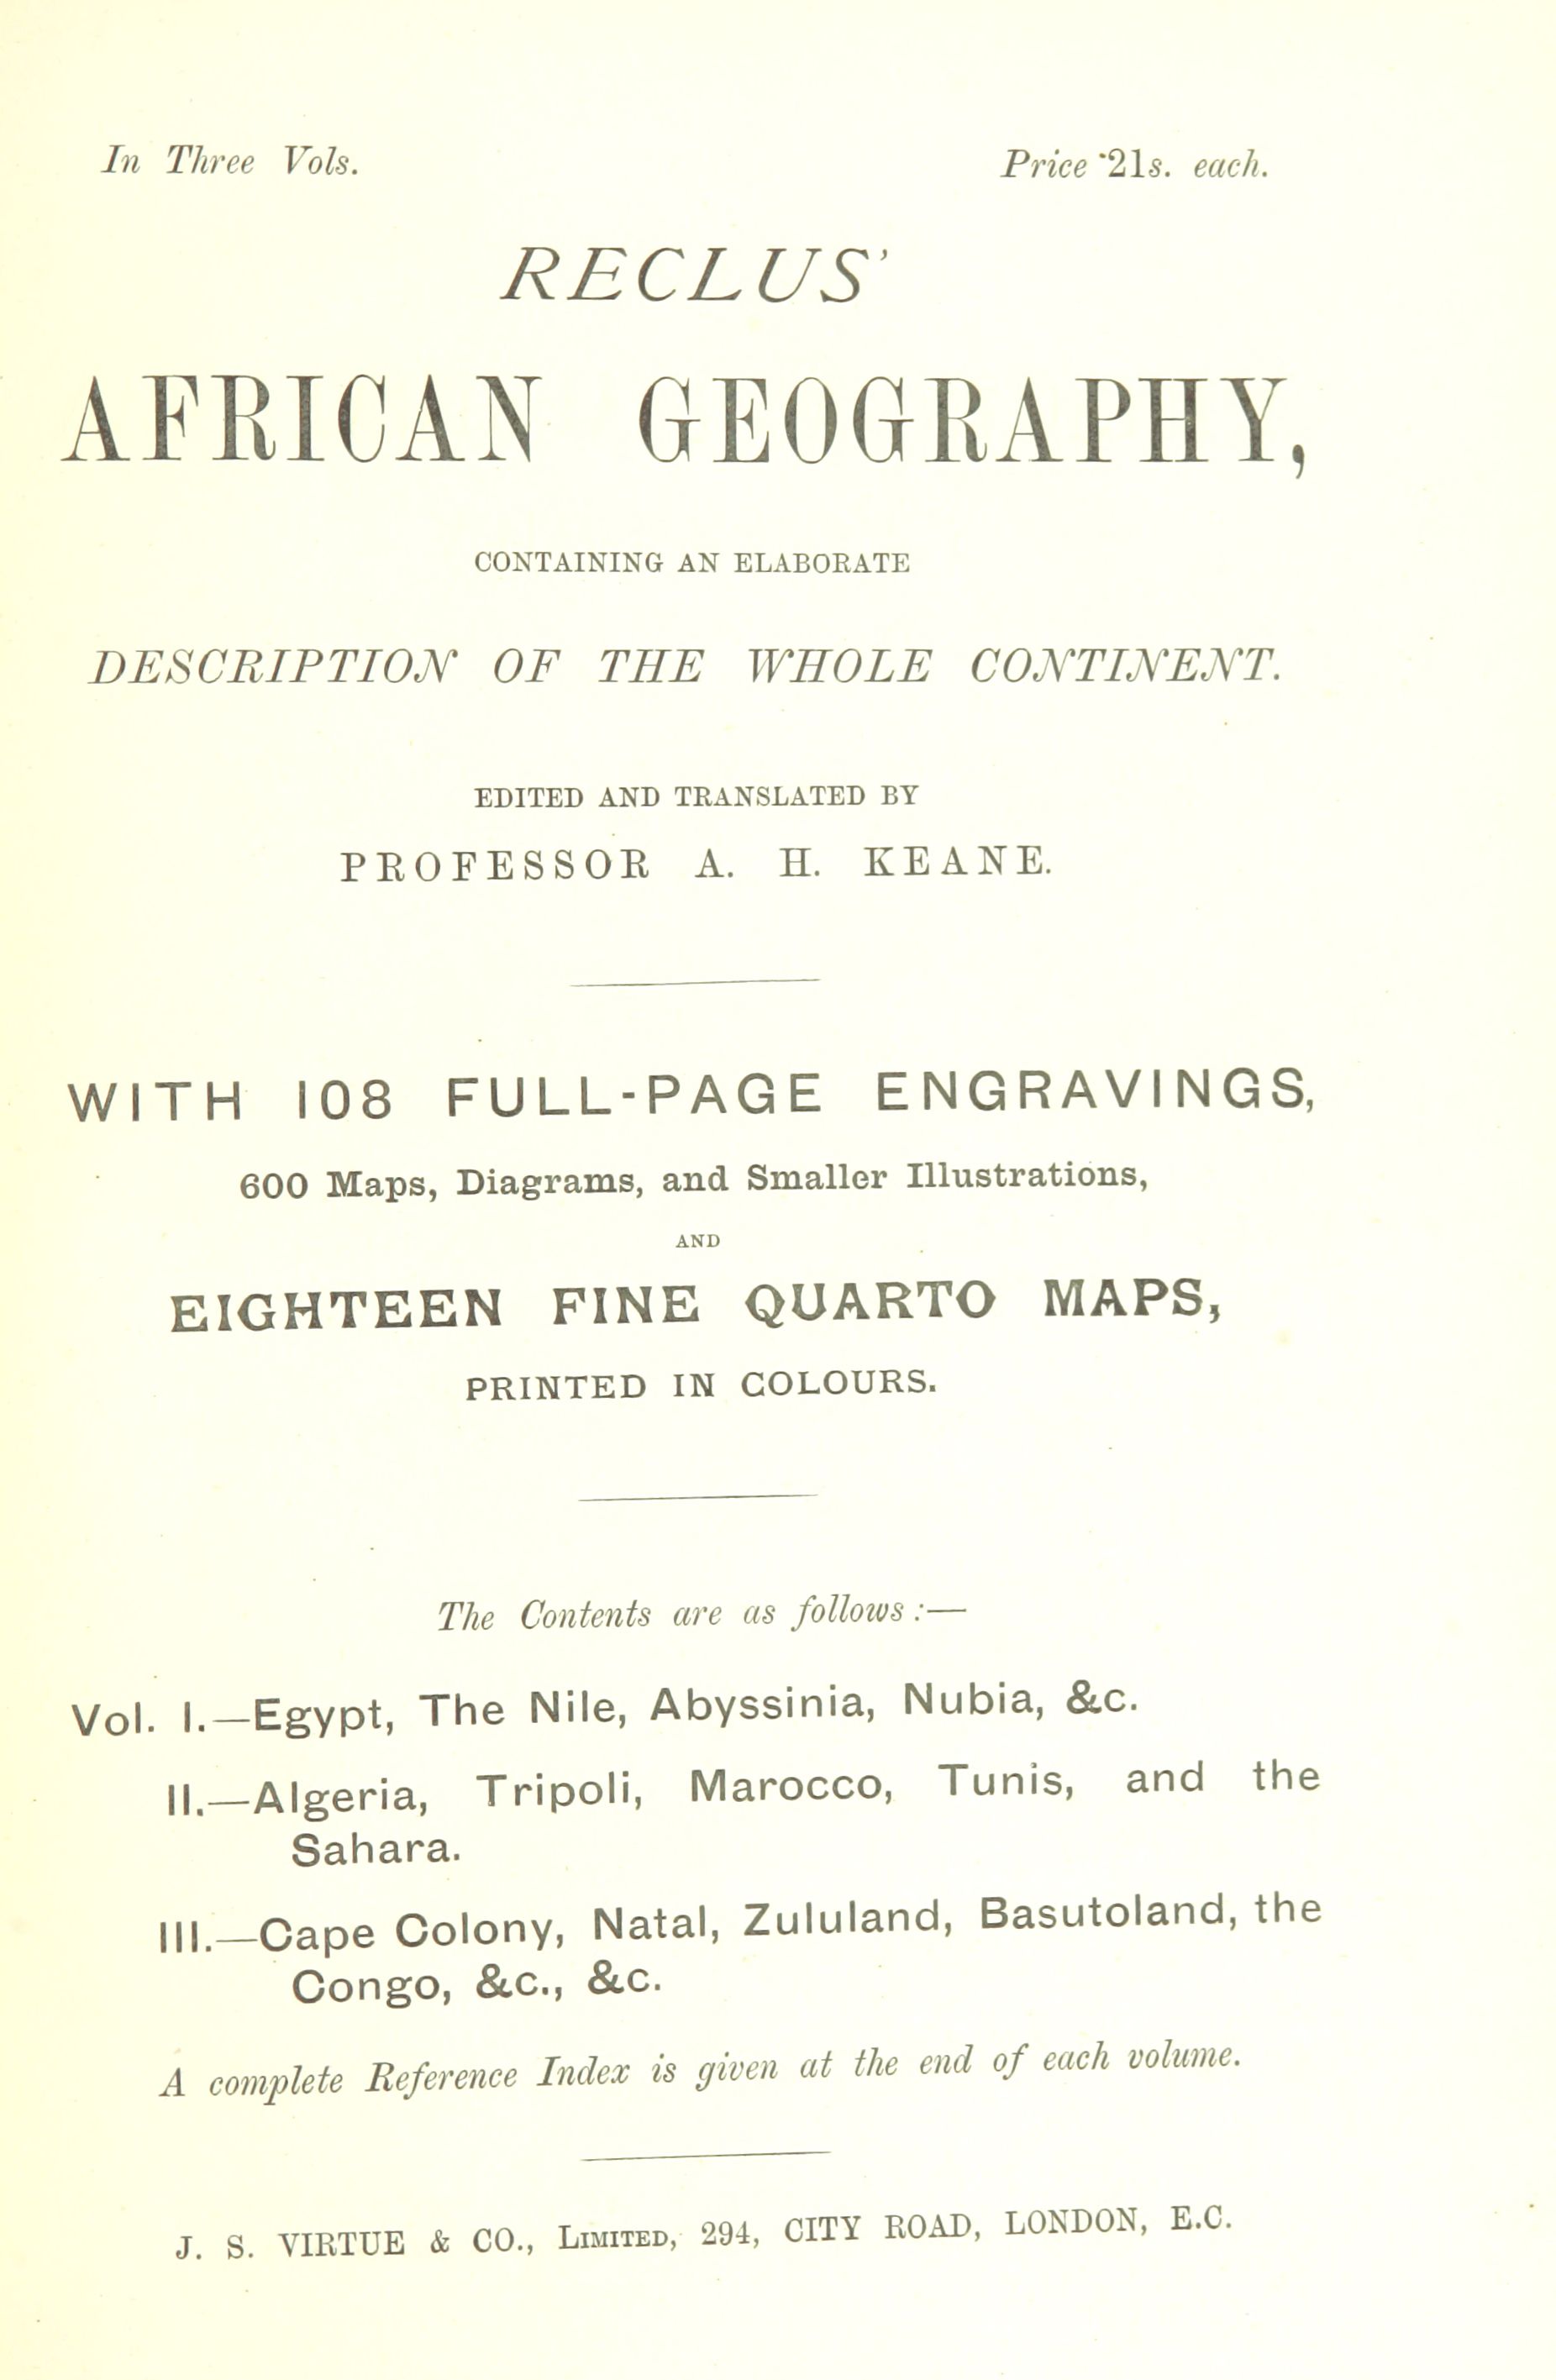 In Three Vols. Price 21s. each.
RECLUS'
AFRICAN GEOGRAPHY,
CONTAINING AN ELABORATE
DESCRIPTION OF THE WHOLE CONTINENT.
EDITED AND TRANSLATED BY
PROFESSOR A. H. KEANE.
WITH 108 FULL-PAGE ENGRAVINGS,
600 Maps, Diagrams, and Smaller Illustrations,
AND
EIGHTEEN FINE QUARTO MAPS,
PRINTED IN COLOURS.
The Contents are as follows:—
Vol. I.—Egypt, The Nile, Abyssinia, Nubia, &c.
II.—Algeria, Tripoli, Marocco, Tunis, and the
Sahara.
III.—Cape Colony, Natal, Zululand, Basutoland, the
Congo, &c., &c.
A complete Reference Index is given at the end of each volume.
J. S. VIRTUE & CO., LIMITED, 294, CITY ROAD, LONDON, E.C.